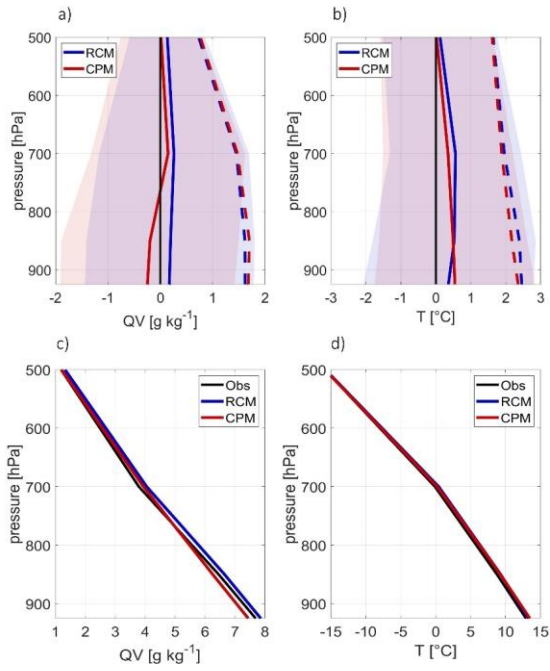 a)
b)
500
600
700
800
900
pressure [hPa]
RCM
CPM
-2
-1
0
1
2
QV [g kg-1]
500
600
700
800
900
pressure [hPa]
RCM
CPM
-3
-2
-1
0
1
2
3
T [°C]
c)
d)
500
600
700
800
900
pressure [hPa]
Obs
RCM
CPM
1
2
3
4
5
6
7
8
QV [g kg-1]
500
600
700
800
900
pressure [hPa]
Obs
RCM
CPM
-15
-10
-5
0
5
10
15
T [°C]